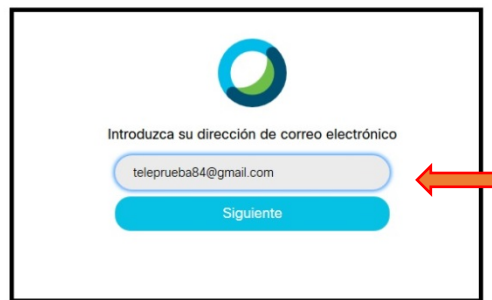 Introduzca su dirección de correo electrónico
teleprueba84@gmail.com
Siguiente